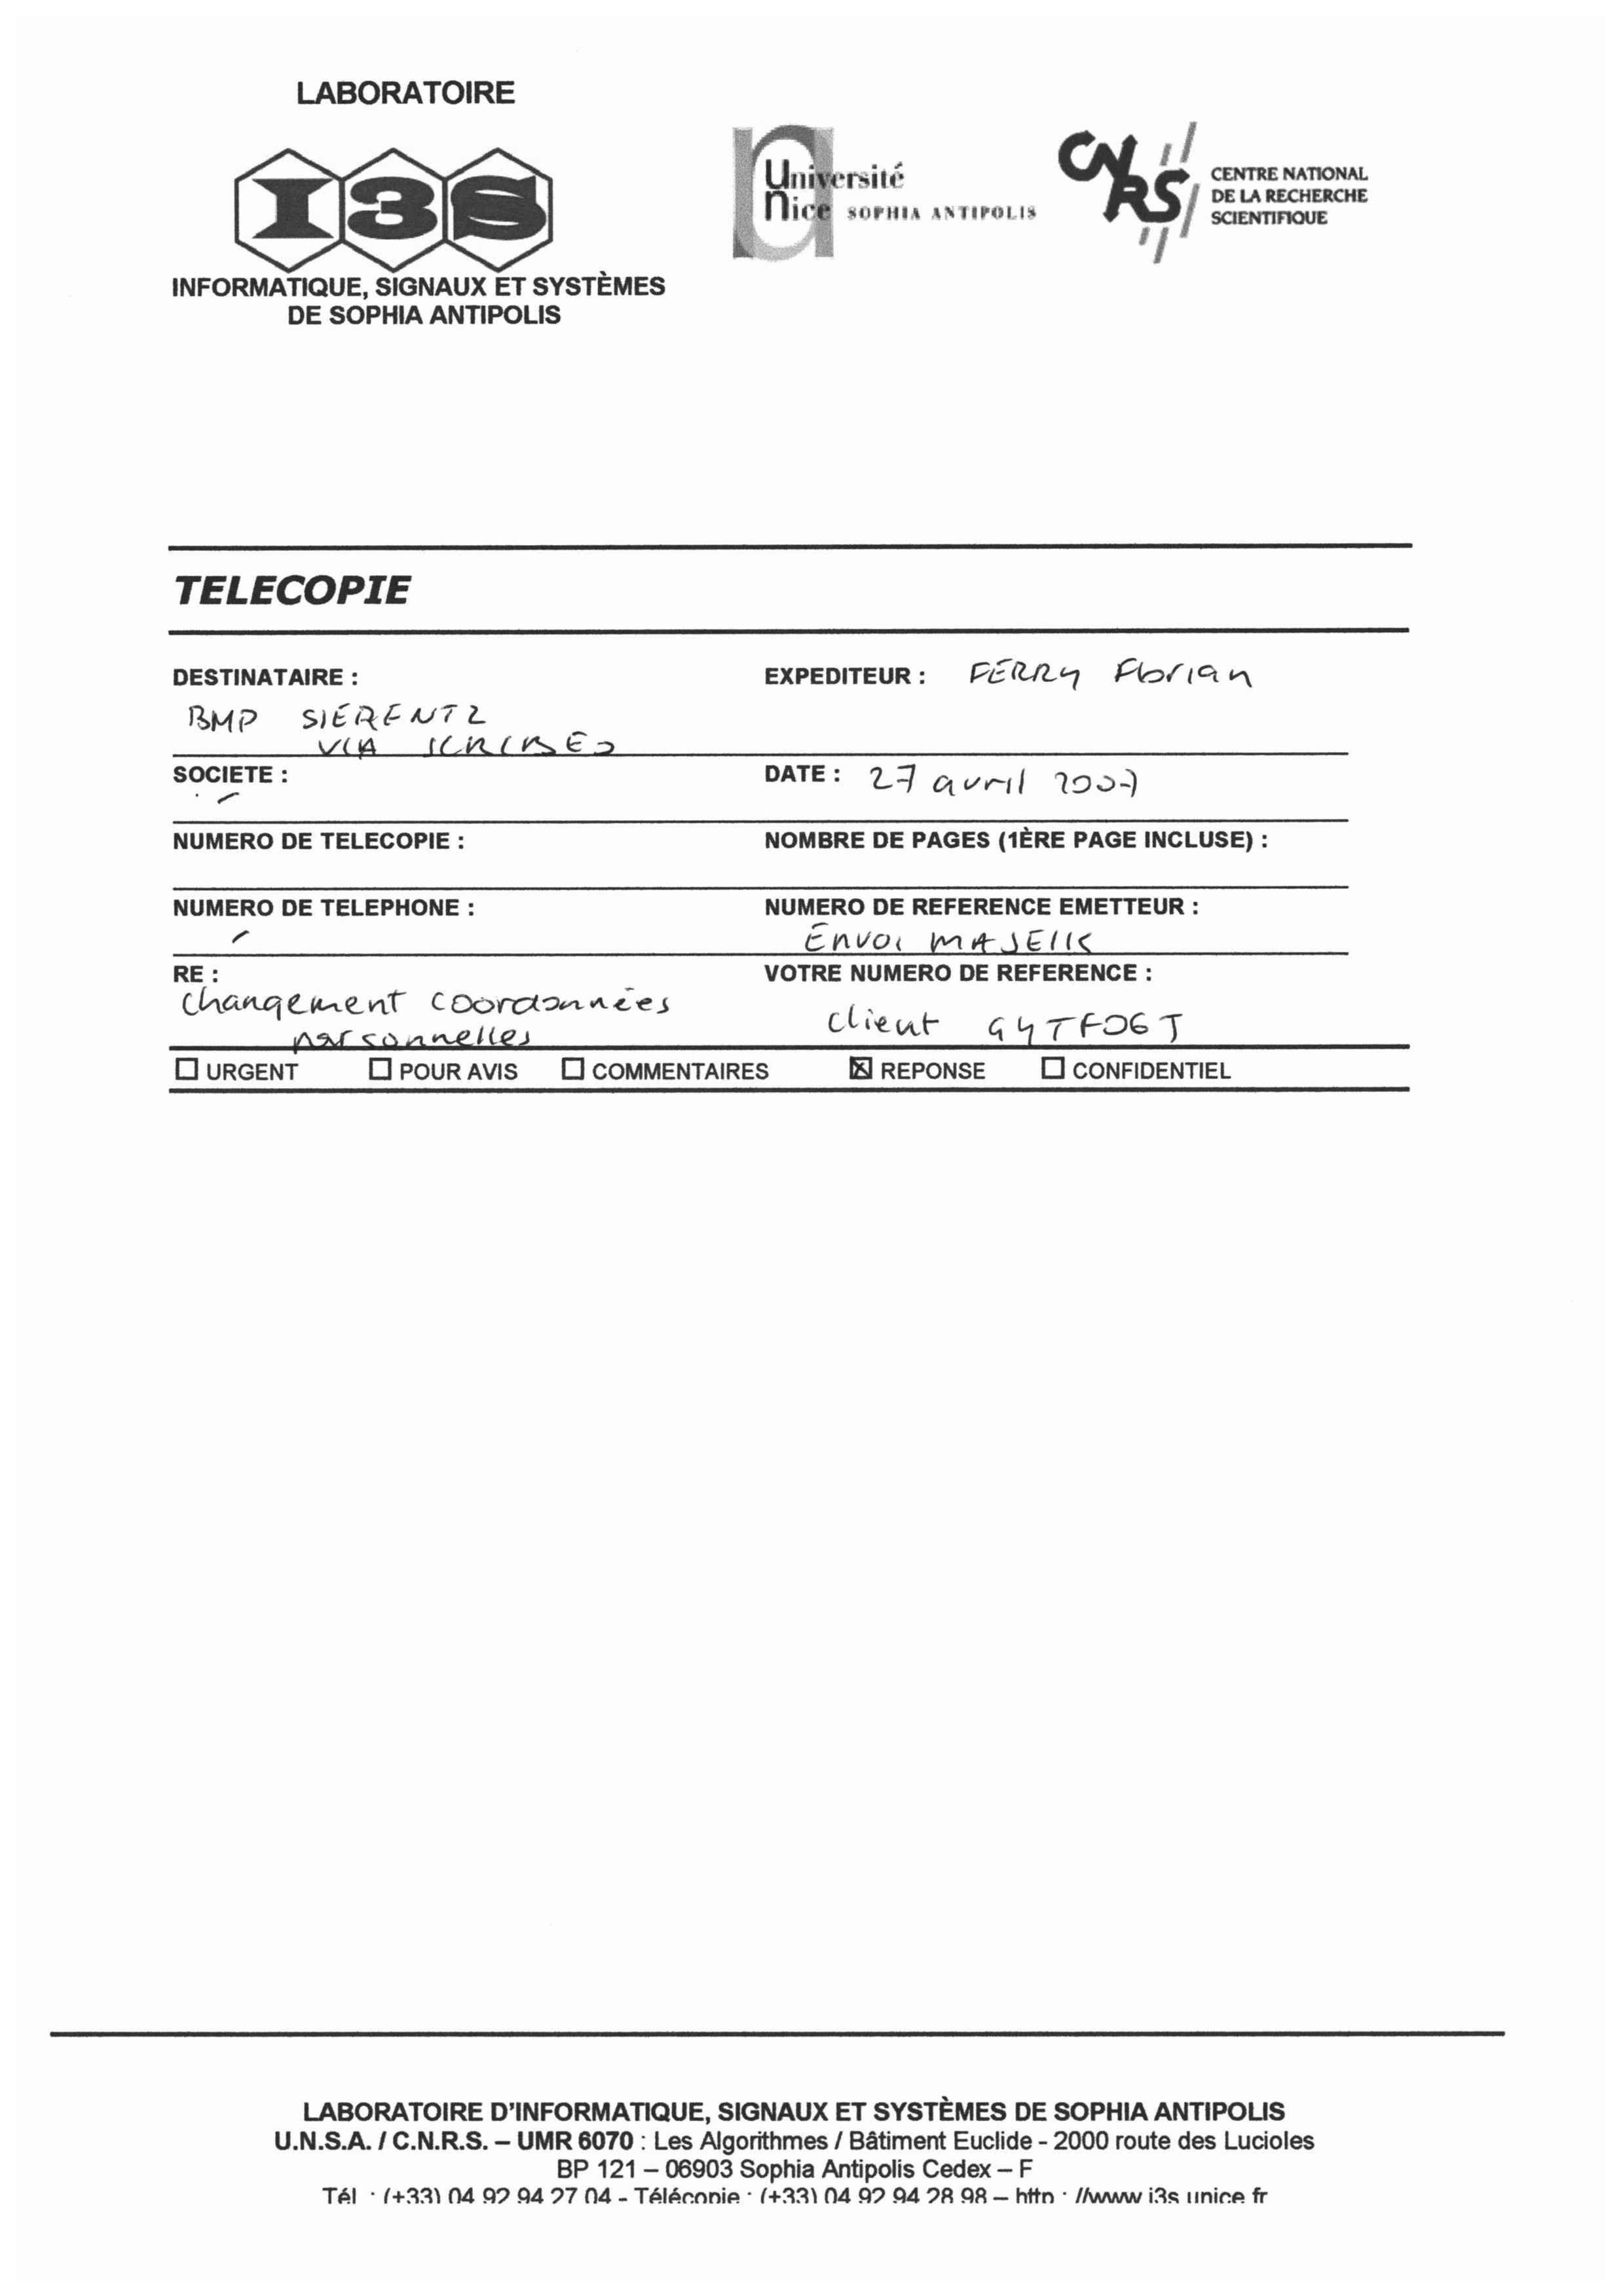 LABORATOIRE
I3S
INFORMATIQUE, SIGNAUX ET SYSTÈMES
DE SOPHIA ANTIPOLIS
Université
Nice SOPHIA ANTIPOLIS
CNRS
CENTRE NATIONAL
DE LA RECHERCHE
SCIENTIFIQUE
TELECOPIE
DESTINATAIRE :
BMP SIERENTZ
VIA
EXPEDITEUR : FERRY Florian
SOCIETE :
DATE : 27 avril 2007
NUMERO DE TELECOPIE :
NOMBRE DE PAGES (1ÈRE PAGE INCLUSE) :
NUMERO DE TELEPHONE :
NUMERO DE REFERENCE EMETTEUR :
Envoi
RE :
changement coordonnées
personnelles
VOTRE NUMERO DE REFERENCE :
client
URGENT POUR AVIS COMMENTAIRES REPONSE CONFIDENTIEL
LABORATOIRE D'INFORMATIQUE, SIGNAUX ET SYSTÈMES DE SOPHIA ANTIPOLIS
U.N.S.A. / C.N.R.S. – UMR 6070 : Les Algorithmes / Bâtiment Euclide - 2000 route des Lucioles
BP 121 – 06903 Sophia Antipolis Cedex – F
Tél : (+33) 04 92 94 27 04 - Télécopie : (+33) 04 92 94 28 98 – http : //www i3s unice fr